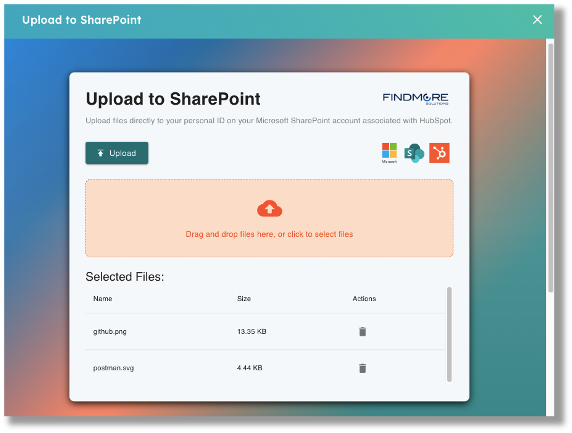 Upload to SharePoint
Upload to SharePoint
FINDMORE
SOLUTIONS
Upload files directly to your personal ID on your Microsoft SharePoint account associated with HubSpot.
Upload
Microsoft
S
Drag and drop files here, or click to select files
Selected Files:
Name Size Actions
github.png 13.35 KB
postman.svg 4.44 KB